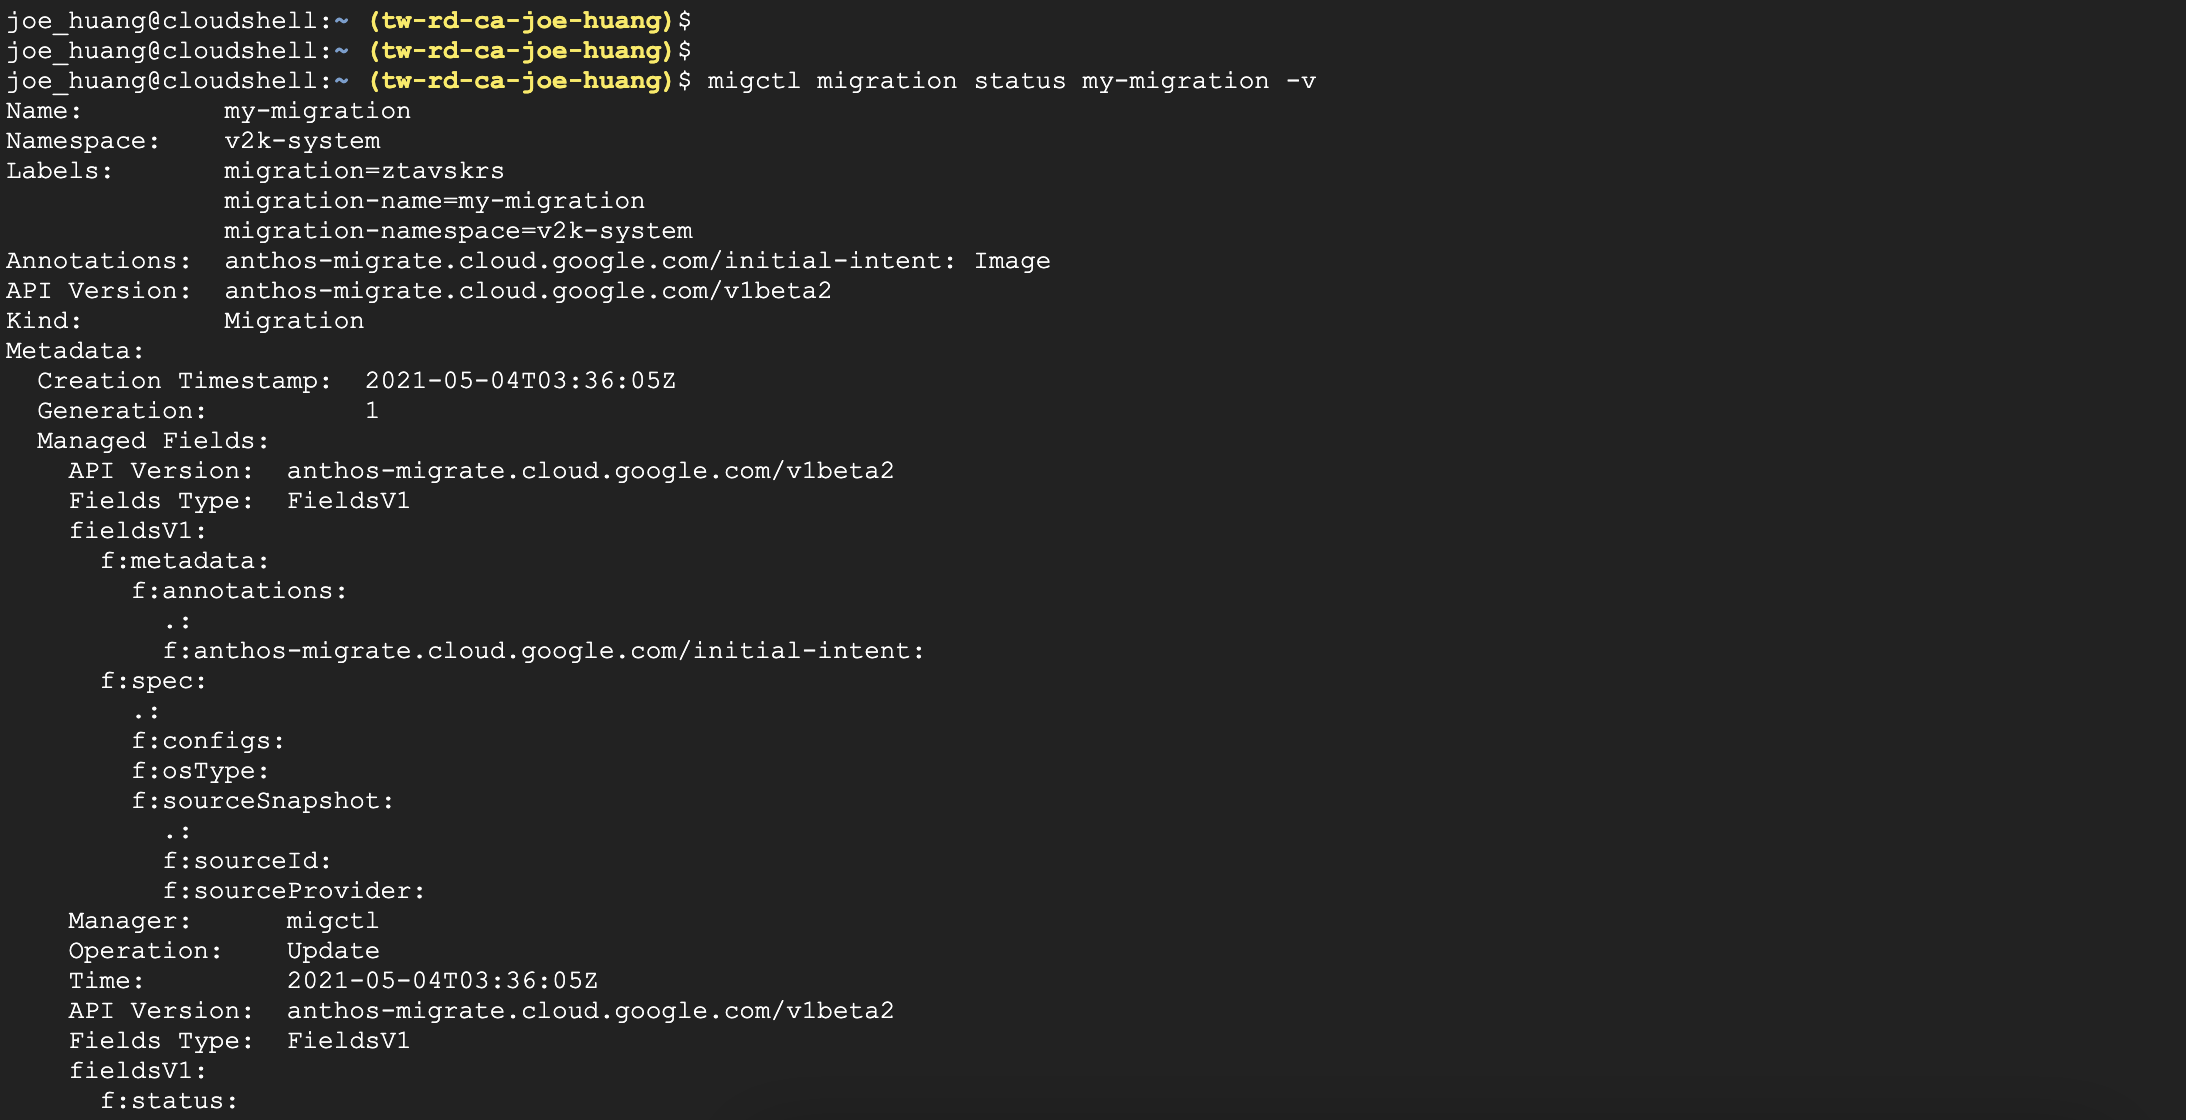 joe_huang@cloudshell:~ (tw-rd-ca-joe-huang)$
joe_huang@cloudshell:~ (tw-rd-ca-joe-huang)$
joe_huang@cloudshell:~ (tw-rd-ca-joe-huang)$ migctl migration status my-migration -v
Name:         my-migration
Namespace:    v2k-system
Labels:       migration=ztavskrs
              migration-name=my-migration
              migration-namespace=v2k-system
Annotations:  anthos-migrate.cloud.google.com/initial-intent: Image
API Version:  anthos-migrate.cloud.google.com/v1beta2
Kind:         Migration
Metadata:
  Creation Timestamp:  2021-05-04T03:36:05Z
  Generation:          1
  Managed Fields:
    API Version:  anthos-migrate.cloud.google.com/v1beta2
    Fields Type:  FieldsV1
    fieldsV1:
      f:metadata:
        f:annotations:
          .:
          f:anthos-migrate.cloud.google.com/initial-intent:
      f:spec:
        .:
        f:configs:
        f:osType:
        f:sourceSnapshot:
          .:
          f:sourceId:
          f:sourceProvider:
    Manager:      migctl
    Operation:    Update
    Time:         2021-05-04T03:36:05Z
    API Version:  anthos-migrate.cloud.google.com/v1beta2
    Fields Type:  FieldsV1
    fieldsV1:
      f:status: